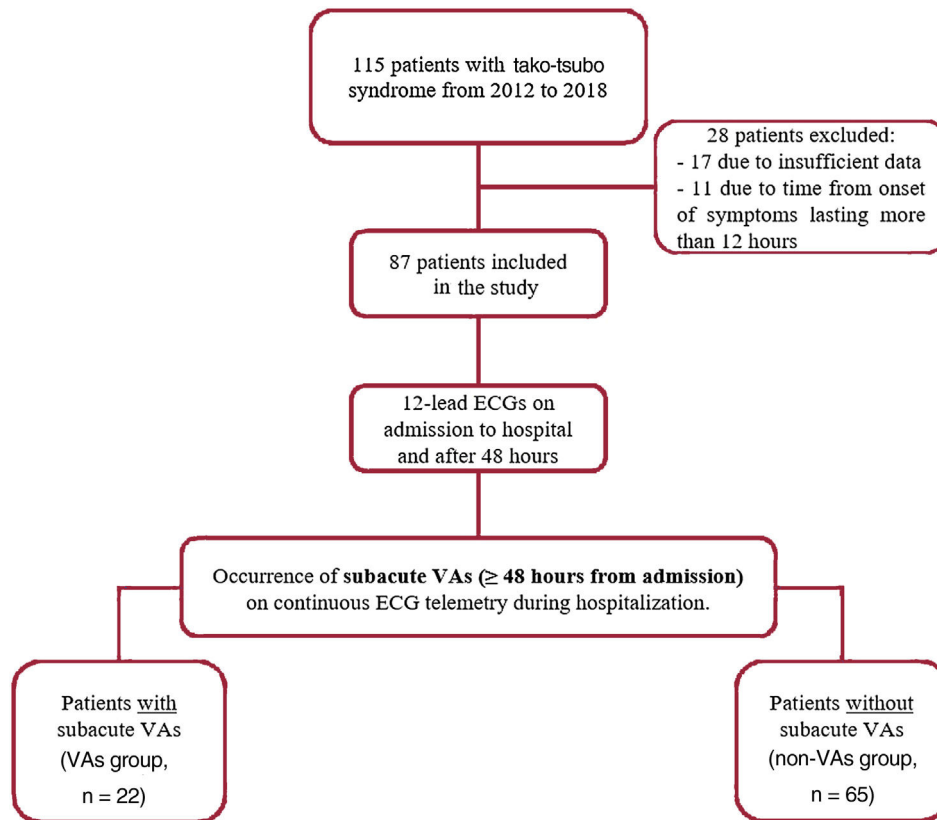 115 patients with tako-tsubo
syndrome from 2012 to 2018
28 patients excluded:
- 17 due to insufficient data
- 11 due to time from onset
of symptoms lasting more
than 12 hours
87 patients included
in the study
12-lead ECGs on
admission to hospital
and after 48 hours
Occurrence of subacute VAs (≥ 48 hours from admission)
on continuous ECG telemetry during hospitalization.
Patients with
subacute VAs
(VAs group,
n = 22)
Patients without
subacute VAs
(non-VAs group,
n = 65)